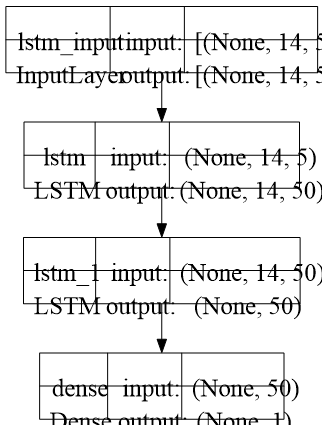 lstm_input input: [(None, 14, 5
InputLayer output: [(None, 14, 5
lstm input: (None, 14, 5)
LSTM output: (None, 14, 50)
lstm_1 input: (None, 14, 50)
LSTM output: (None, 50)
dense input: (None, 50)
Dense output: (None, 1)